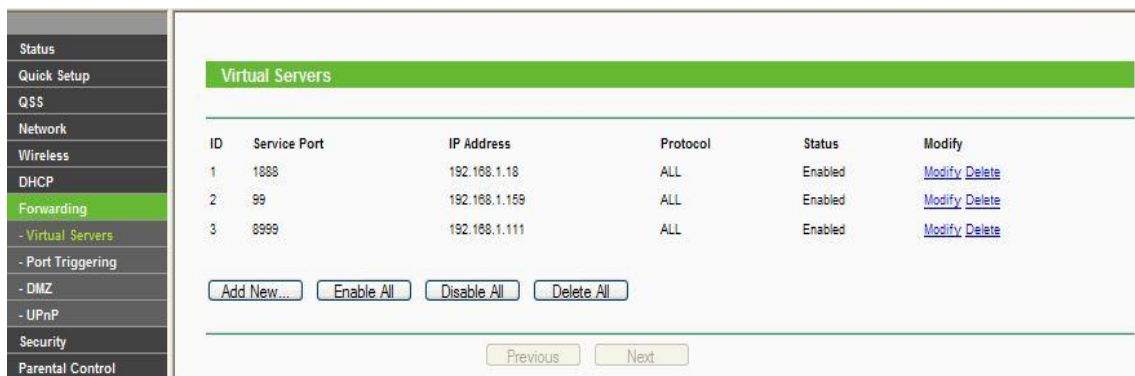 Status
Quick Setup
QSS
Network
Wireless
DHCP
Forwarding
- Virtual Servers
- Port Triggering
- DMZ
- UPnP
Security
Parental Control
Virtual Servers
ID Service Port IP Address Protocol Status Modify
1 1888 192.168.1.18 ALL Enabled Modify Delete
2 99 192.168.1.159 ALL Enabled Modify Delete
3 8999 192.168.1.111 ALL Enabled Modify Delete
Add New... Enable All Disable All Delete All
Previous Next